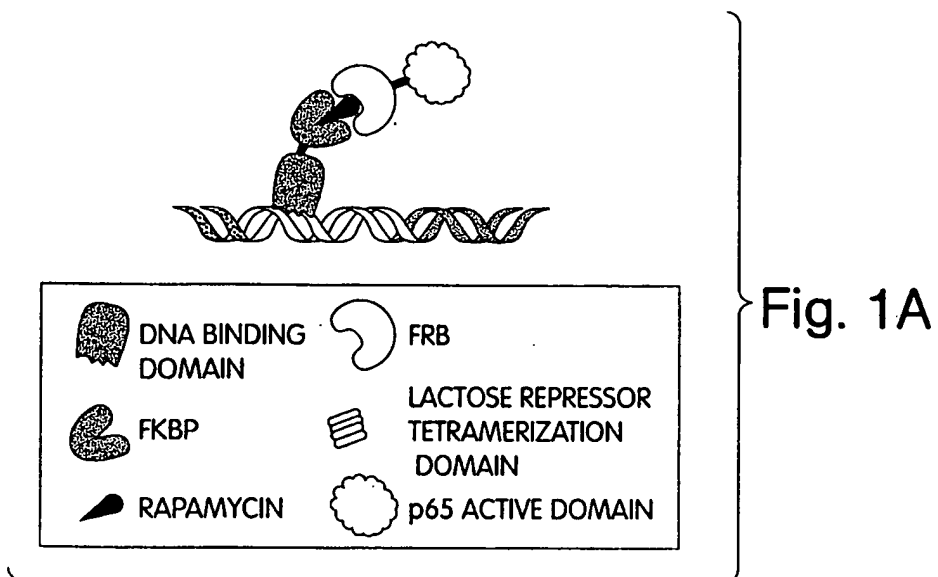 Fig. 1A
DNA BINDING
DOMAIN
FKBP
RAPAMYCIN
FRB
LACTOSE REPRESSOR
TETRAMERIZATION
DOMAIN
p65 ACTIVE DOMAIN